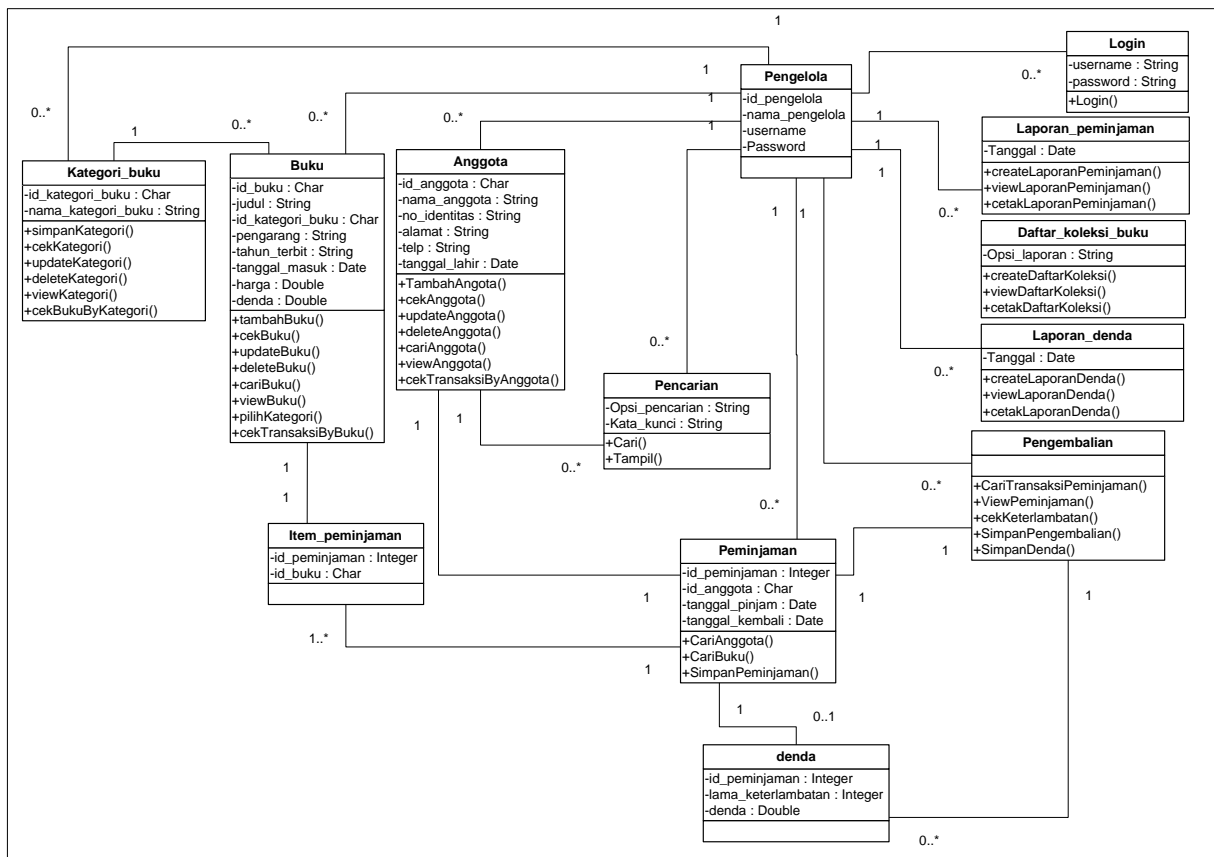 1
Login
-username : String
-password : String
+Login()
0..*
1
Pengelola
-id_pengelola
-nama_pengelola
-username
-Password
1
1
1
1
1
1
1
1
0..*
0..*
0..*
0..*
1
Laporan_peminjaman
-Tanggal : Date
+createLaporanPeminjaman()
+viewLaporanPeminjaman()
+cetakLaporanPeminjaman()
0..*
Kategori_buku
-id_kategori_buku : Char
-nama_kategori_buku : String
+simpanKategori()
+cekKategori()
+updateKategori()
+deleteKategori()
+viewKategori()
+cekBukuByKategori()
Buku
-id_buku : Char
-judul : String
-id_kategori_buku : Char
-pengarang : String
-tahun_terbit : String
-tanggal_masuk : Date
-harga : Double
-denda : Double
+tambahBuku()
+cekBuku()
+updateBuku()
+deleteBuku()
+cariBuku()
+viewBuku()
+pilihKategori()
+cekTransaksiByBuku()
Anggota
-id_anggota : Char
-nama_anggota : String
-no_identitas : String
-alamat : String
-telp : String
-tanggal_lahir : Date
+TambahAngota()
+cekAnggota()
+updateAnggota()
+deleteAnggota()
+cariAnggota()
+viewAnggota()
+cekTransaksiByAnggota()
Daftar_koleksi_buku
-Opsi_laporan : String
+createDaftarKoleksi()
+viewDaftarKoleksi()
+cetakDaftarKoleksi()
Laporan_denda
-Tanggal : Date
+createLaporanDenda()
+viewLaporanDenda()
+cetakLaporanDenda()
0..*
0..*
Pencarian
-Opsi_pencarian : String
-Kata_kunci : String
+Cari()
+Tampil()
1
1
0..*
Pengembalian
+CariTransaksiPeminjaman()
+ViewPeminjaman()
+cekKeterlambatan()
+SimpanPengembalian()
+SimpanDenda()
0..*
0..*
1
1
Item_peminjaman
-id_peminjaman : Integer
-id_buku : Char
Peminjaman
-id_peminjaman : Integer
-id_anggota : Char
-tanggal_pinjam : Date
-tanggal_kembali : Date
+CariAnggota()
+CariBuku()
+SimpanPeminjaman()
1
1
1
1
1..*
1
1
0..1
denda
-id_peminjaman : Integer
-lama_keterlambatan : Integer
-denda : Double
0..*